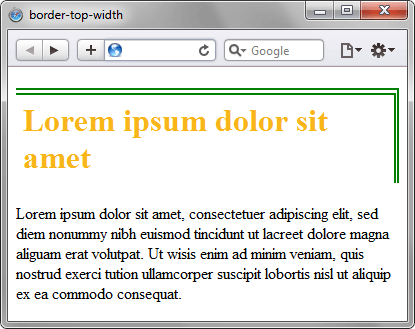 border-top-width
Google
Lorem ipsum dolor sit
amet
Lorem ipsum dolor sit amet, consectetuer adipiscing elit, sed
diem nonummy nibh euismod tincidunt ut lacreet dolore magna
aliguam erat volutpat. Ut wisis enim ad minim veniam, quis
nostrud exerci tution ullamcorper suscipit lobortis nisl ut aliquip
ex ea commodo consequat.